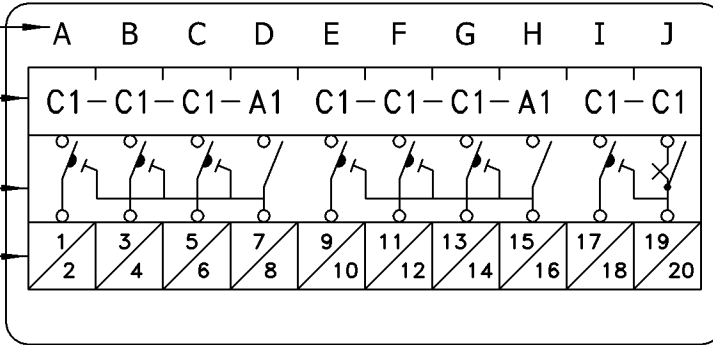 A B C D E F G H I J
C1-C1-C1-A1 C1-C1-C1-A1 C1-C1
1 3 5 7 9 11 13 15 17 19
2 4 6 8 10 12 14 16 18 20